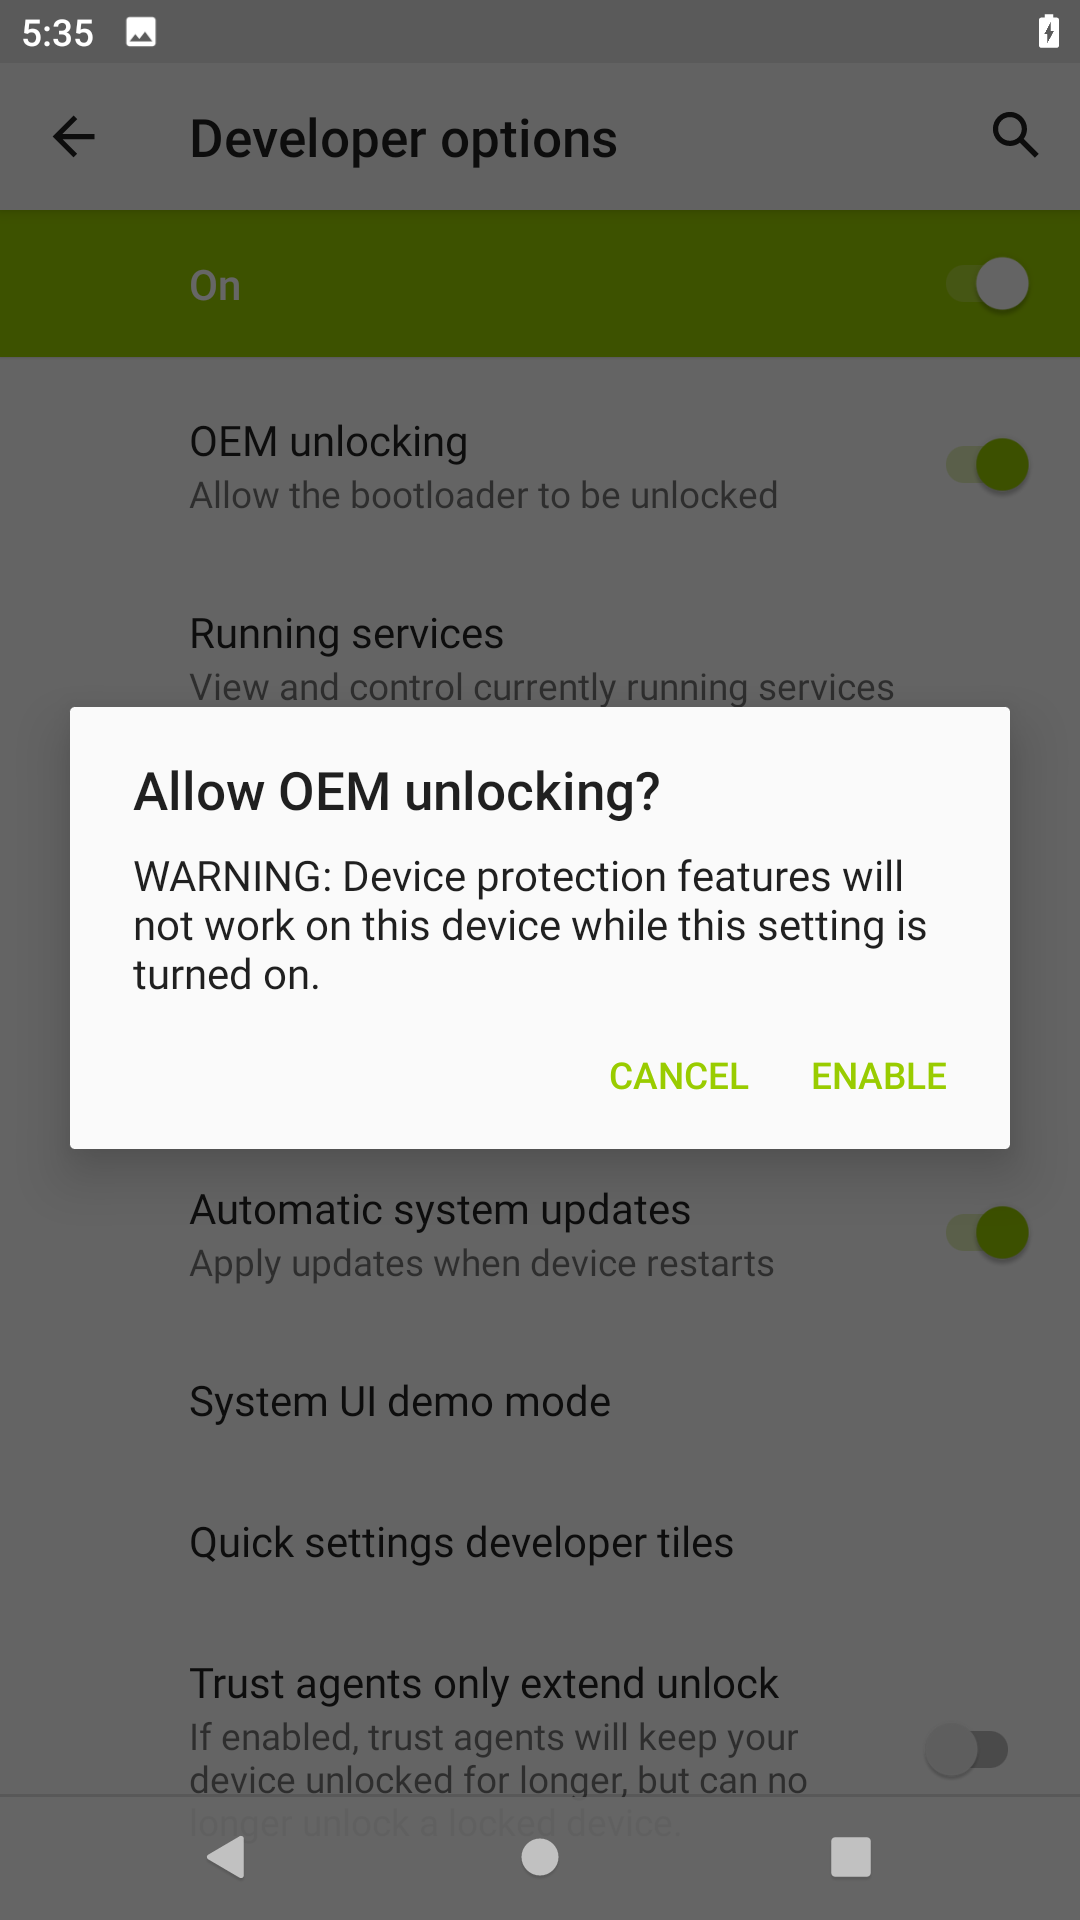 5:35
Developer options
On
OEM unlocking
Allow the bootloader to be unlocked
Running services
View and control currently running services
Allow OEM unlocking?
WARNING: Device protection features will
not work on this device while this setting is
turned on.
CANCEL ENABLE
Automatic system updates
Apply updates when device restarts
System UI demo mode
Quick settings developer tiles
Trust agents only extend unlock
If enabled, trust agents will keep your
device unlocked for longer, but can no
longer unlock a locked device.